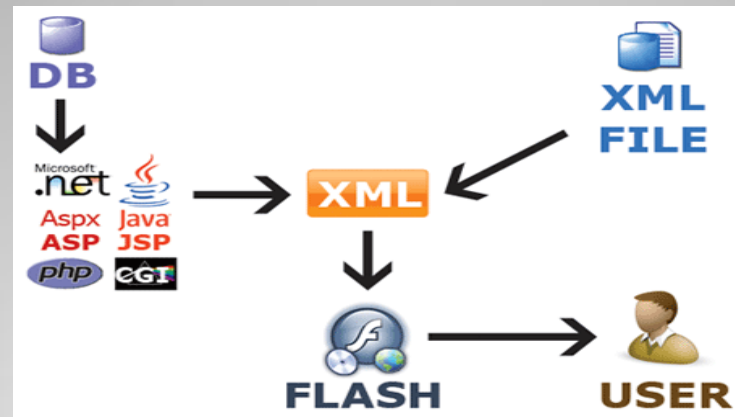 DB
XML
FILE
Microsoft
.net
Aspx Java
ASP JSP
php CGI
XML
FLASH
USER